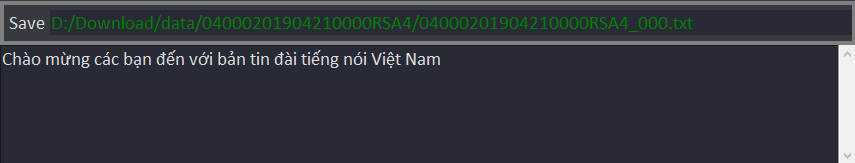 Save D:/Download/data/04000201904210000RSA4/04000201904210000RSA4_000.txt
Chào mừng các bạn đến với bản tin đài tiếng nói Việt Nam